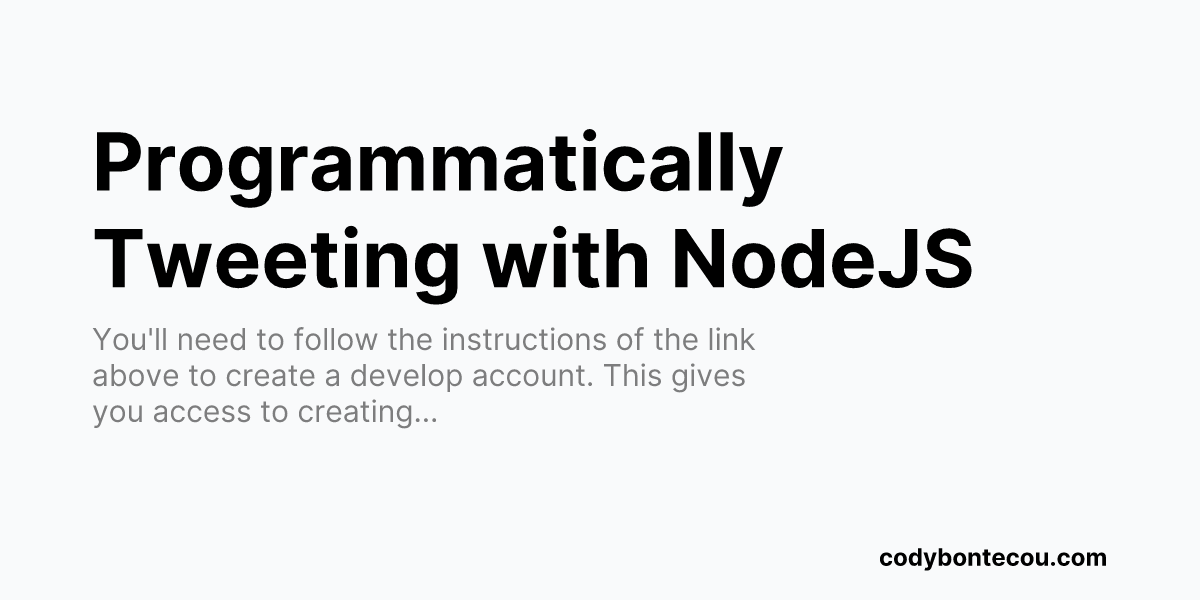 Programmatically
Tweeting with NodeJS
You'll need to follow the instructions of the link
above to create a develop account. This gives
you access to creating...
codybontecou.com